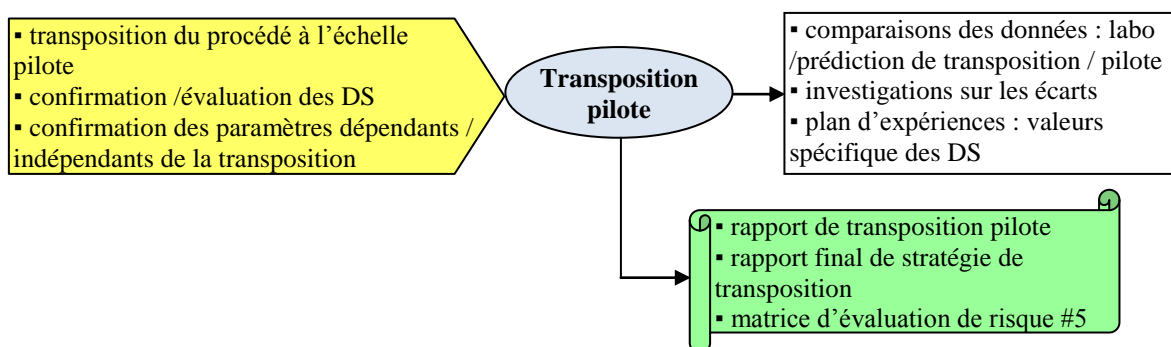 ▪ transposition du procédé à l’échelle
pilote
▪ confirmation /évaluation des DS
▪ confirmation des paramètres dépendants /
indépendants de la transposition
Transposition
pilote
▪ comparaisons des données : labo
/prédiction de transposition / pilote
▪ investigations sur les écarts
▪ plan d’expériences : valeurs
spécifique des DS
▪ rapport de transposition pilote
▪ rapport final de stratégie de
transposition
▪ matrice d’évaluation de risque #5